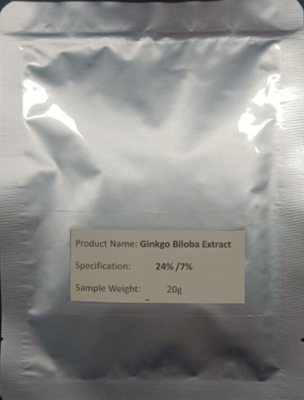 Product Name: Ginkgo Biloba Extract
Specification: 24% /7%
Sample Weight: 20g